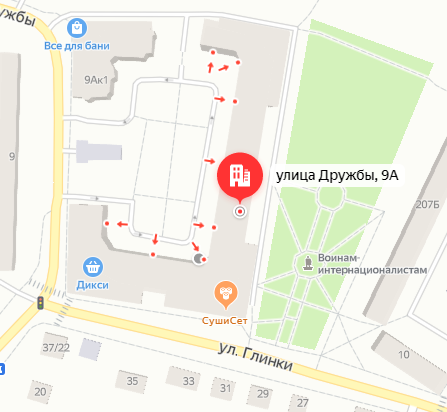 ружбы
Все для бани
9Ак1
9
улица Дружбы, 9А
207Б
Воинам-
интернационалистам
Дикси
СушиСет
ул. Глинки
37/22
10
20
35
33
31
29
27